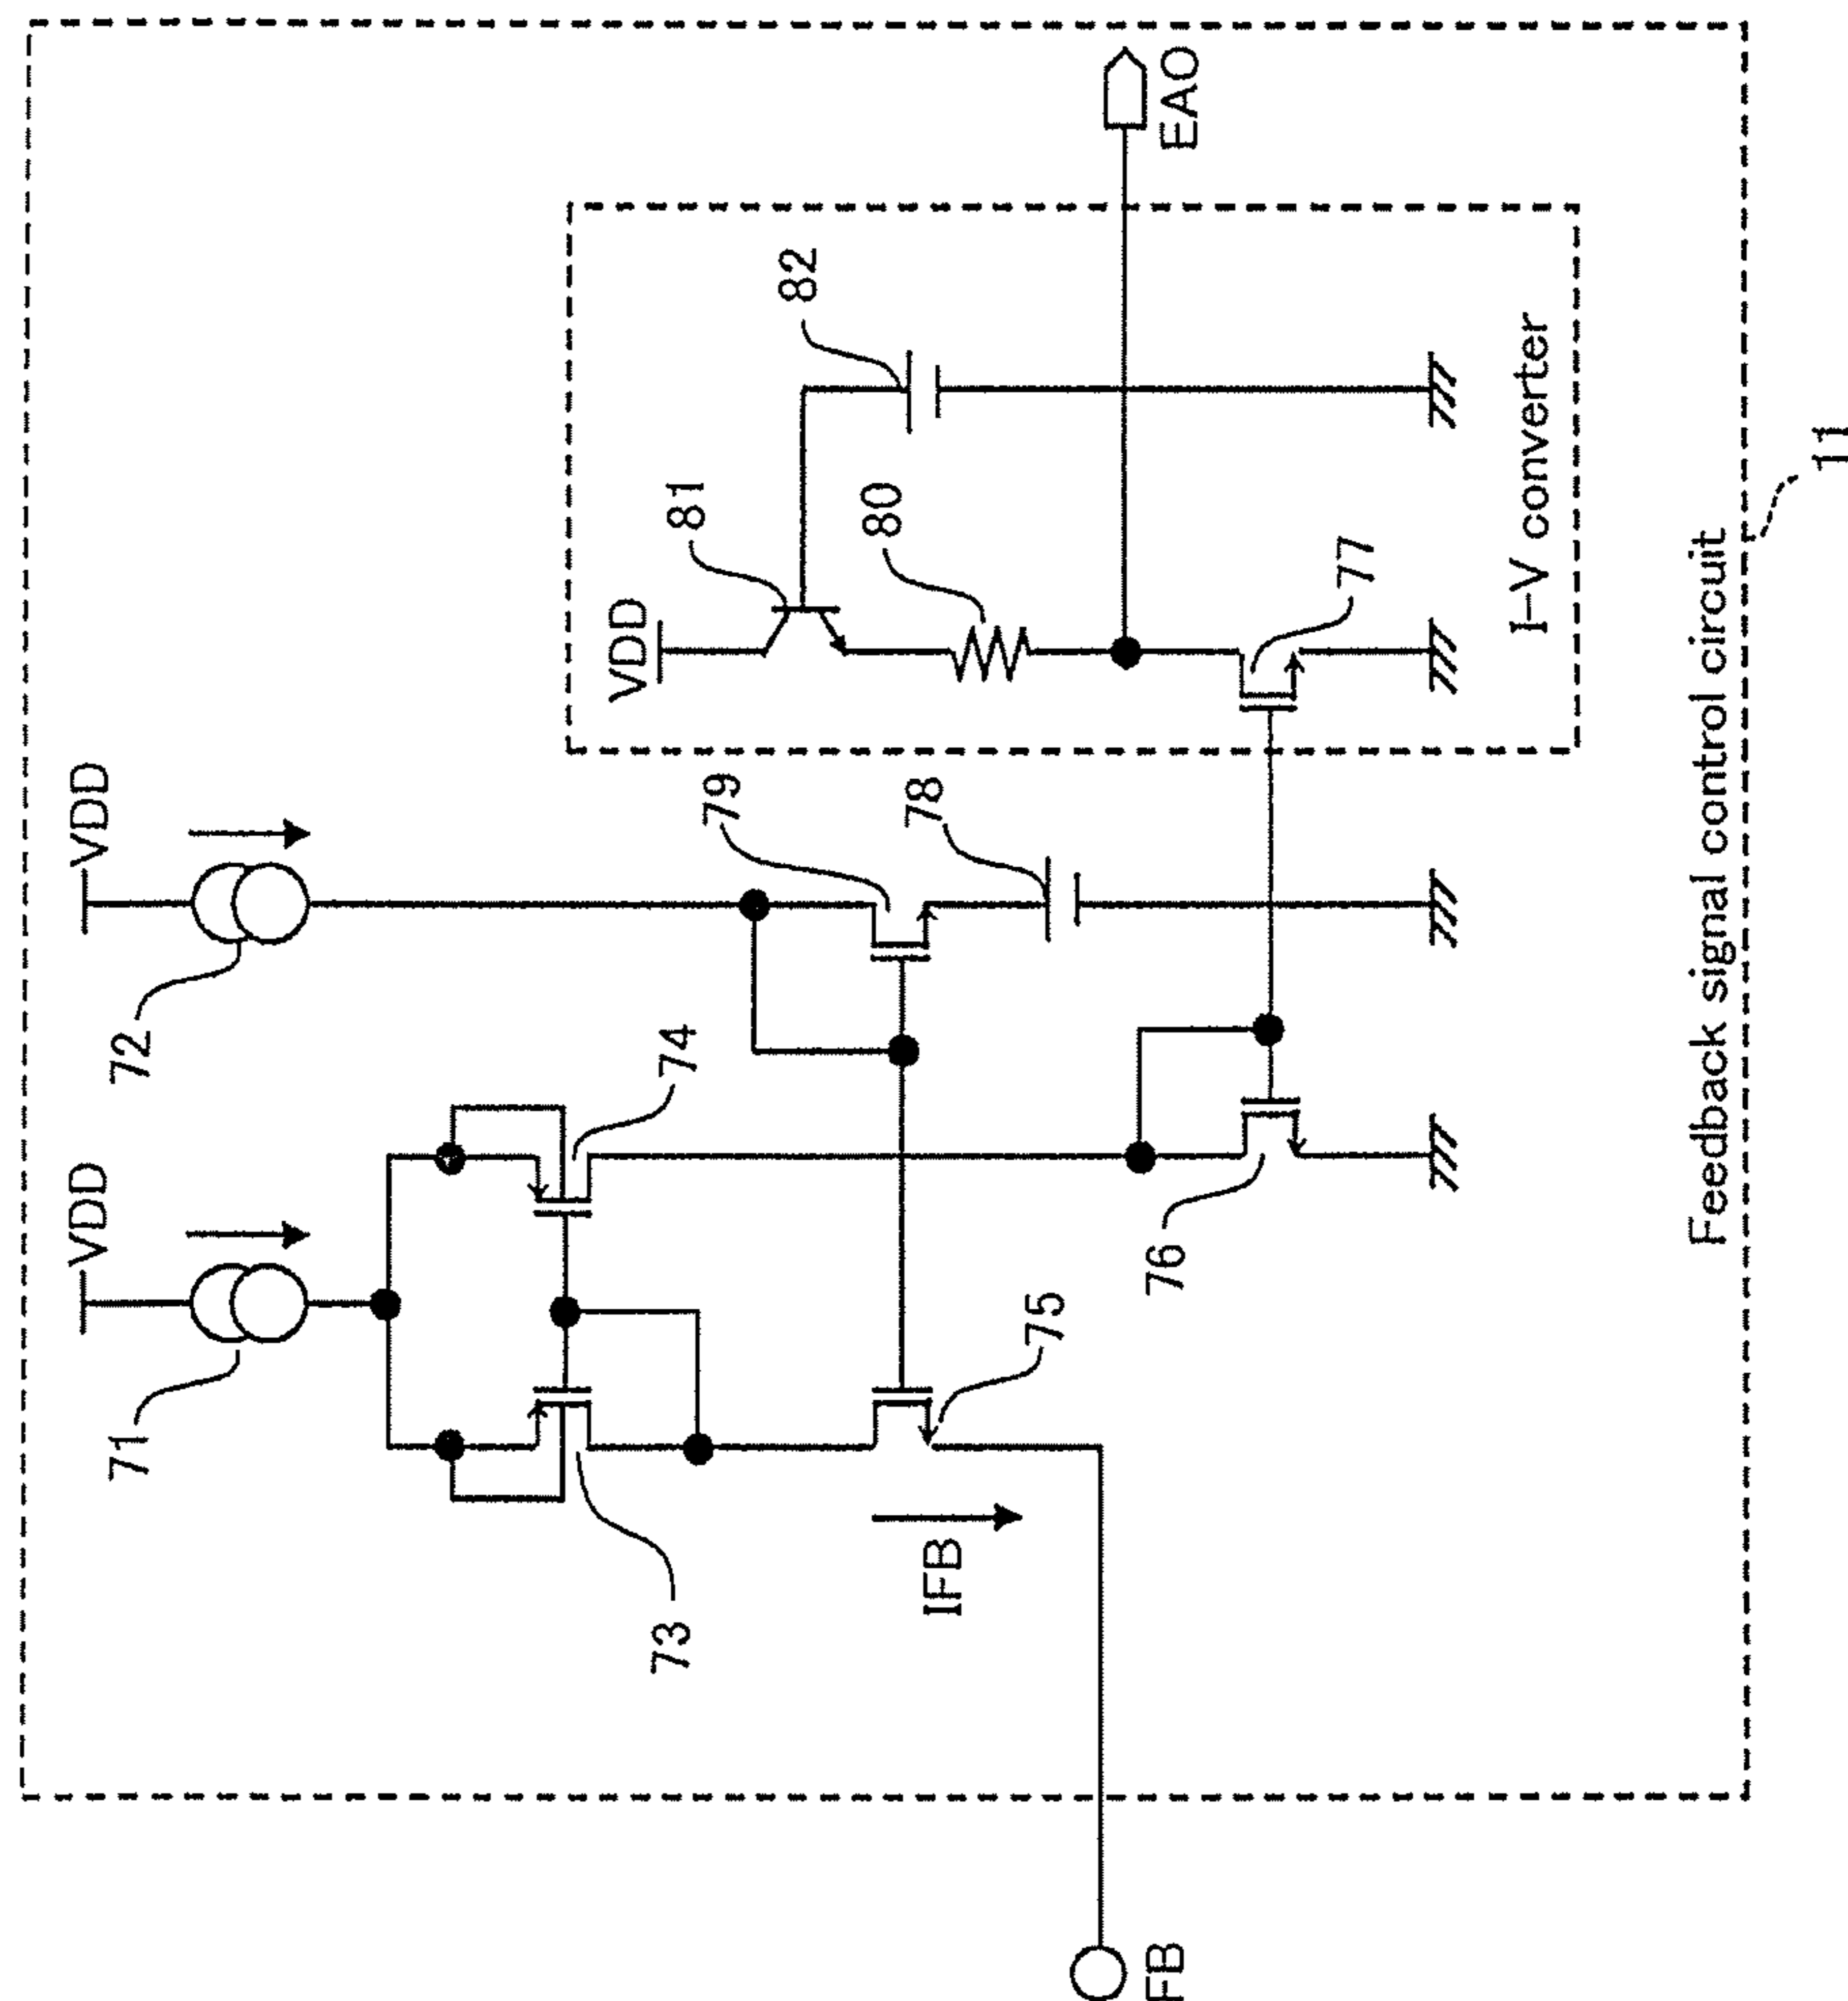 VDD
VDD
71
72
73
74
VDD
81
82
80
79
78
75
IFB
76
77
EAO
FB
I-V converter
Feedback signal control circuit
11